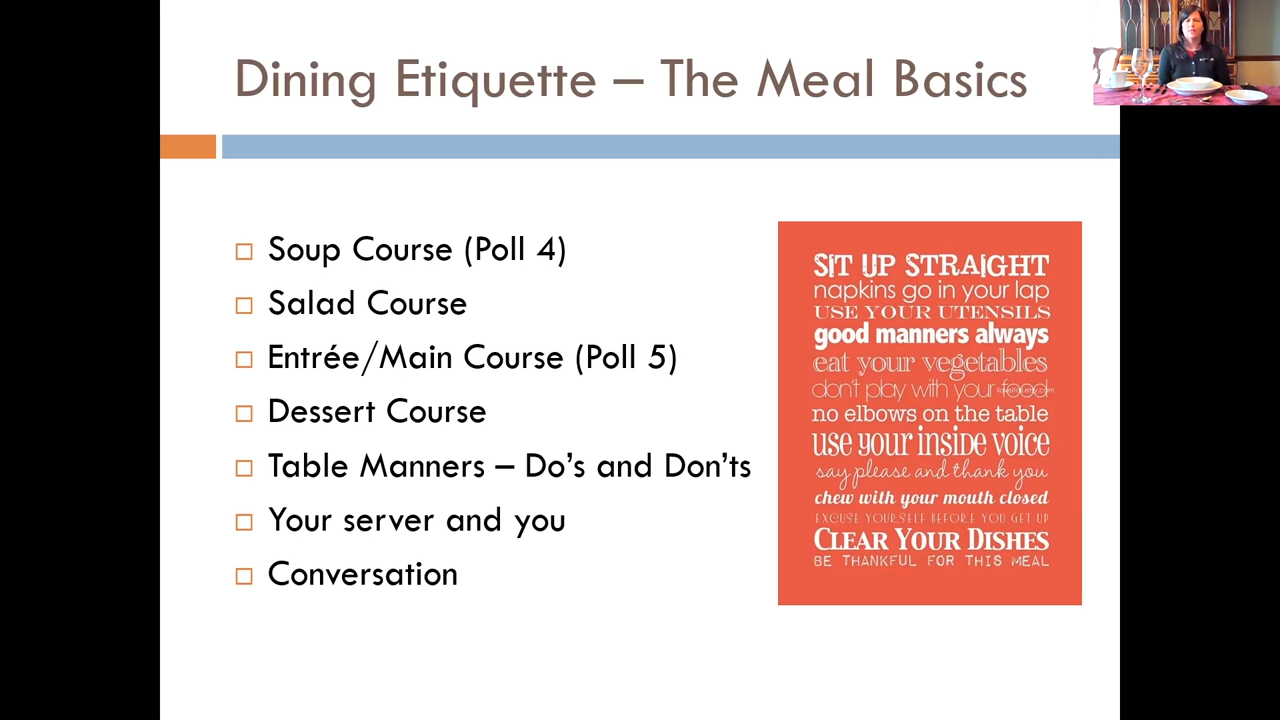 Dining Etiquette – The Meal Basics
Soup Course (Poll 4)
Salad Course
Entrée/Main Course (Poll 5)
Dessert Course
Table Manners – Do’s and Don’ts
Your server and you
Conversation
SIT UP STRAIGHT
napkins go in your lap
USE YOUR UTENSILS
good manners always
eat your vegetables
don't play with your food
no elbows on the table
use your inside voice
say please and thank you
chew with your mouth closed
EXCUSE YOURSELF BEFORE YOU GET UP
CLEAR YOUR DISHES
BE THANKFUL FOR THIS MEAL